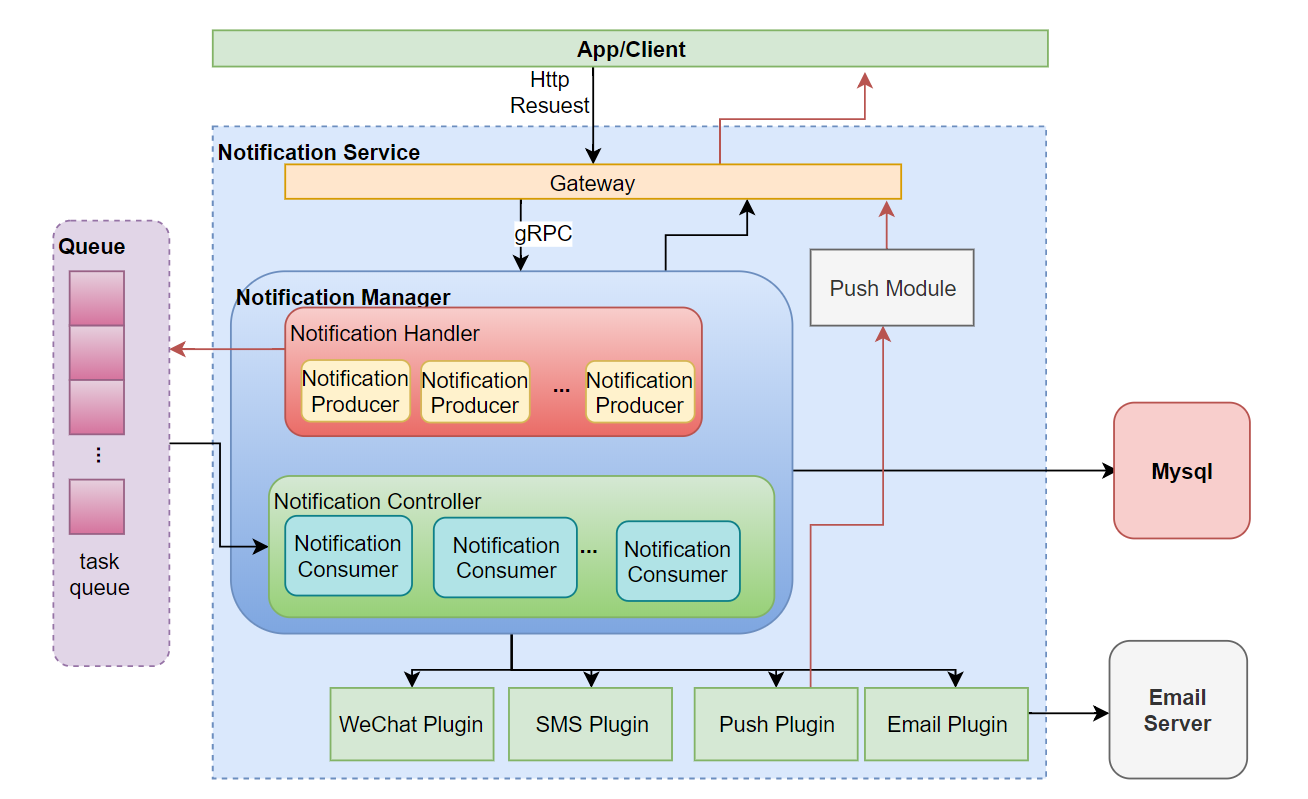 App/Client
Http
Resuest
Notification Service
Gateway
gRPC
Queue
Push Module
Notification Manager
Notification Handler
Notification
Producer
Notification
Producer
...
Notification
Producer
...
task
queue
Notification Controller
Notification
Consumer
Notification
Consumer
...
Notification
Consumer
Mysql
WeChat Plugin
SMS Plugin
Push Plugin
Email Plugin
Email
Server